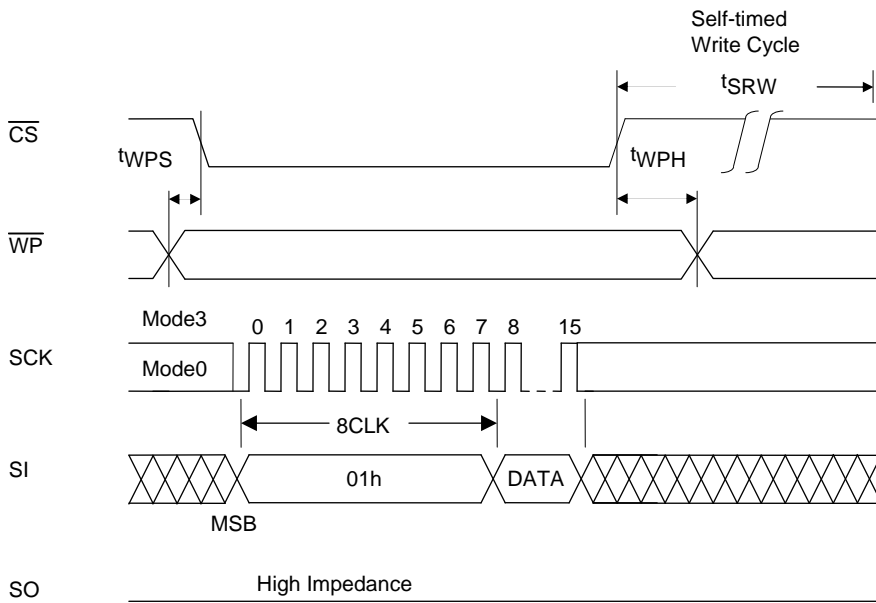 Self-timed
Write Cycle
tSRW
CS
tWPS
tWPH
WP
Mode3
0 1 2 3 4 5 6 7 8 15
SCK
Mode0
8CLK
SI
01h
DATA
MSB
High Impedance
SO